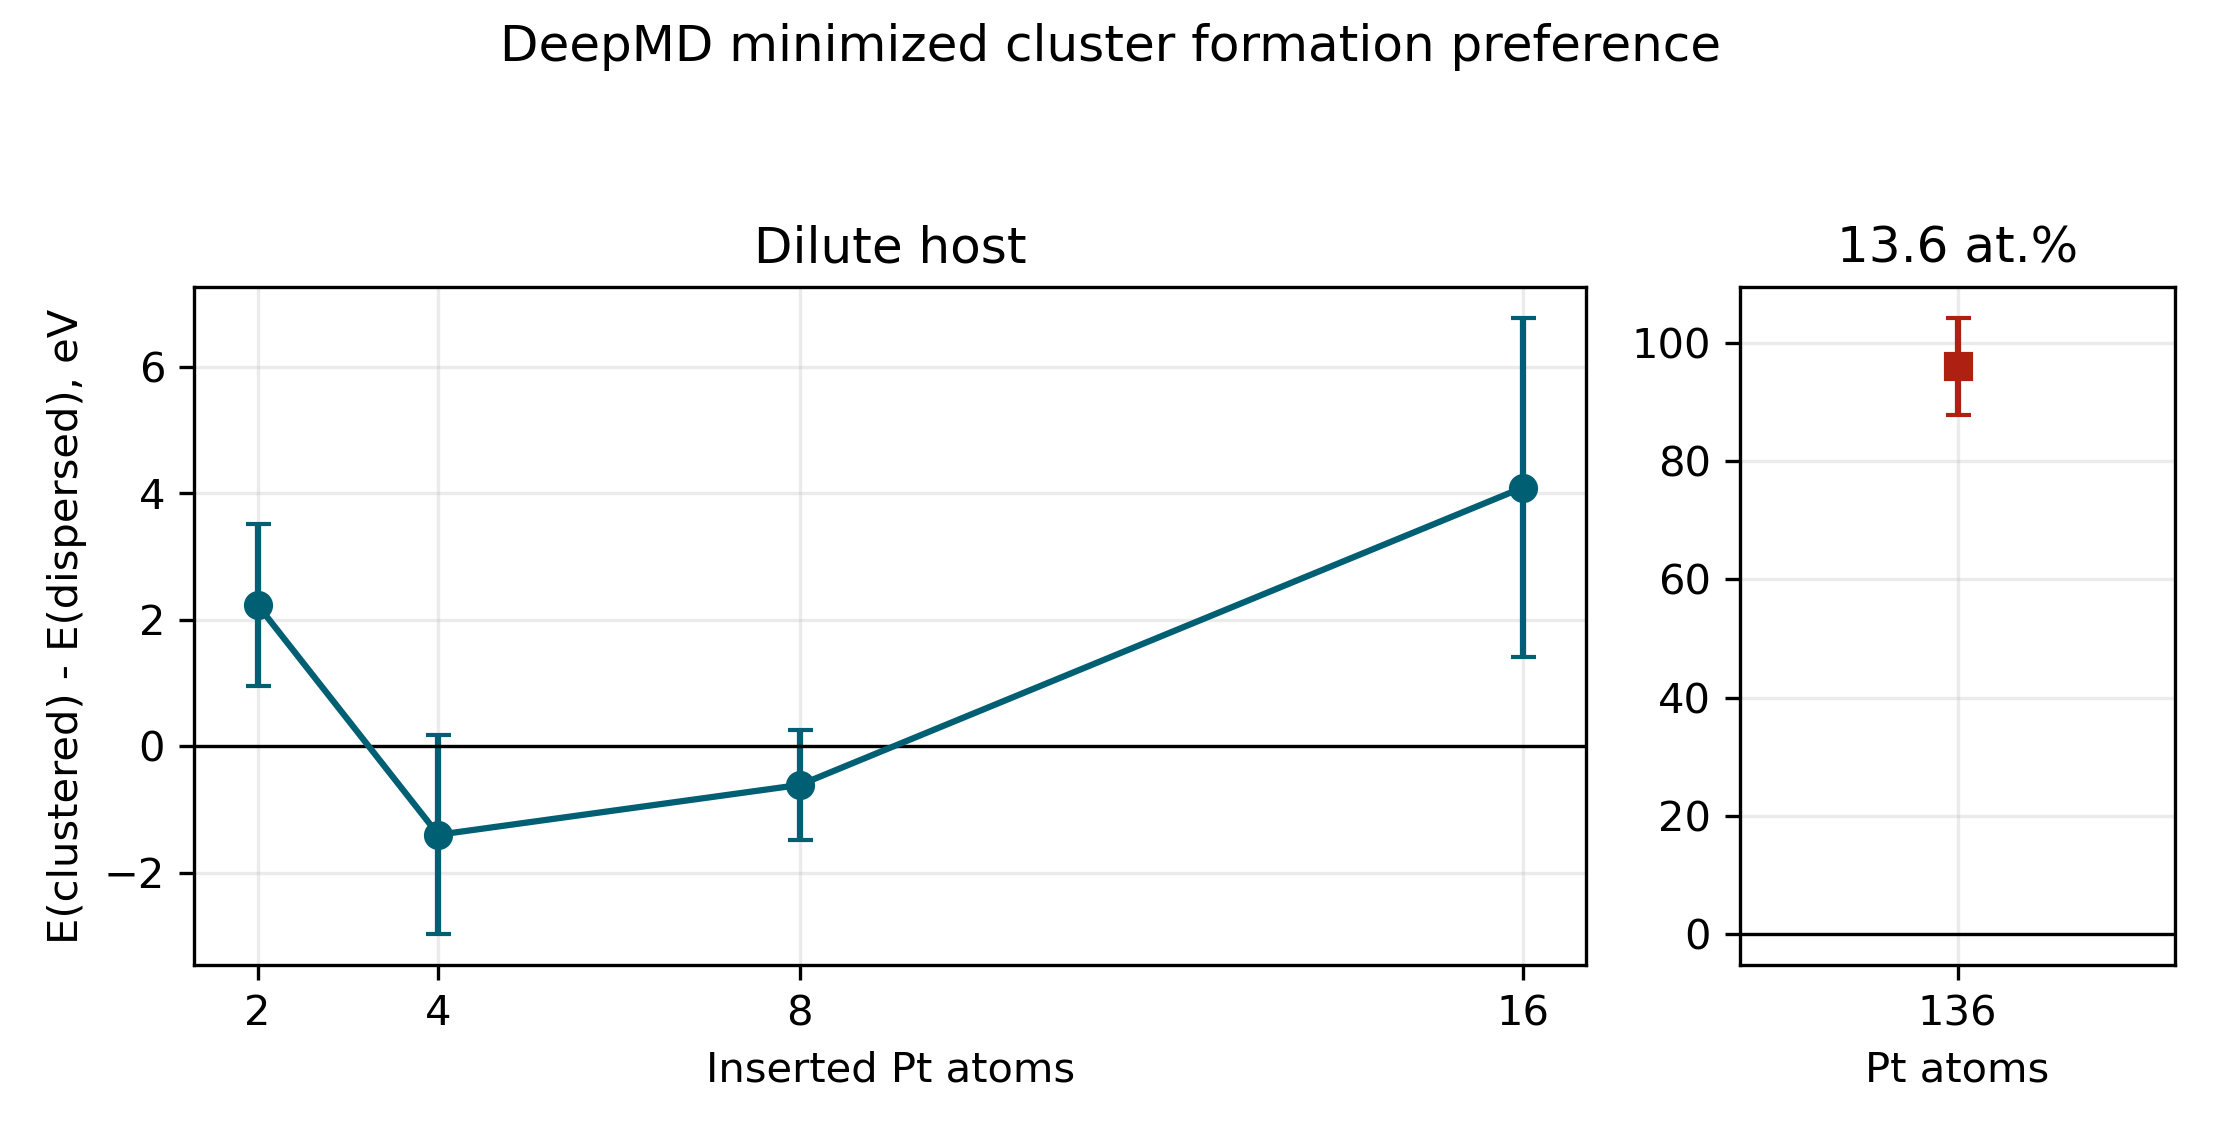 DeepMD minimized cluster formation preference
Dilute host
E(clustered) - E(dispersed), eV
6
4
2
0
−2
2 4 8 16
Inserted Pt atoms
13.6 at.%
100
80
60
40
20
0
136
Pt atoms